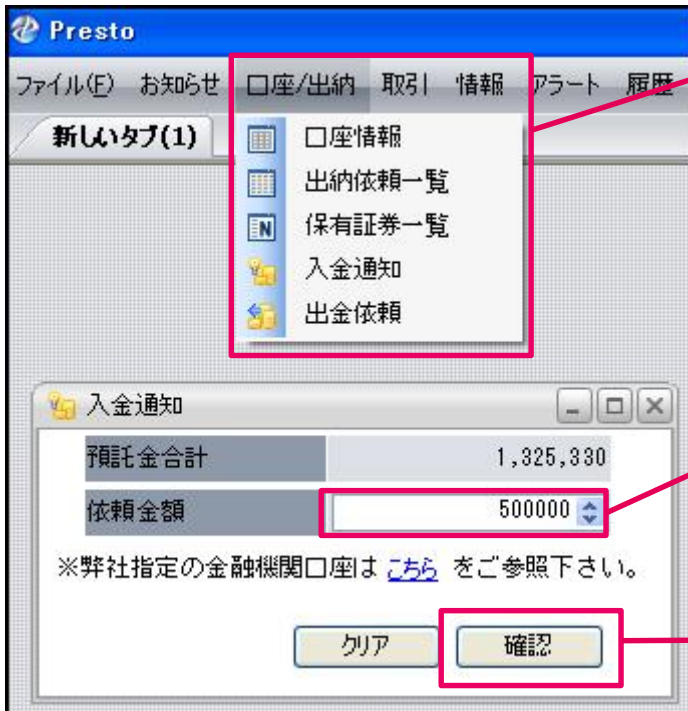 Presto
ファイル(F) お知らせ 口座/出納 取引 情報 アラート 履歴
新しいタブ(1)
口座情報
出納依頼一覧
保有証券一覧
入金通知
出金依頼
入金通知
預託金合計 1,325,330
依頼金額 500000
※弊社指定の金融機関口座は こちら をご参照下さい。
クリア 確認